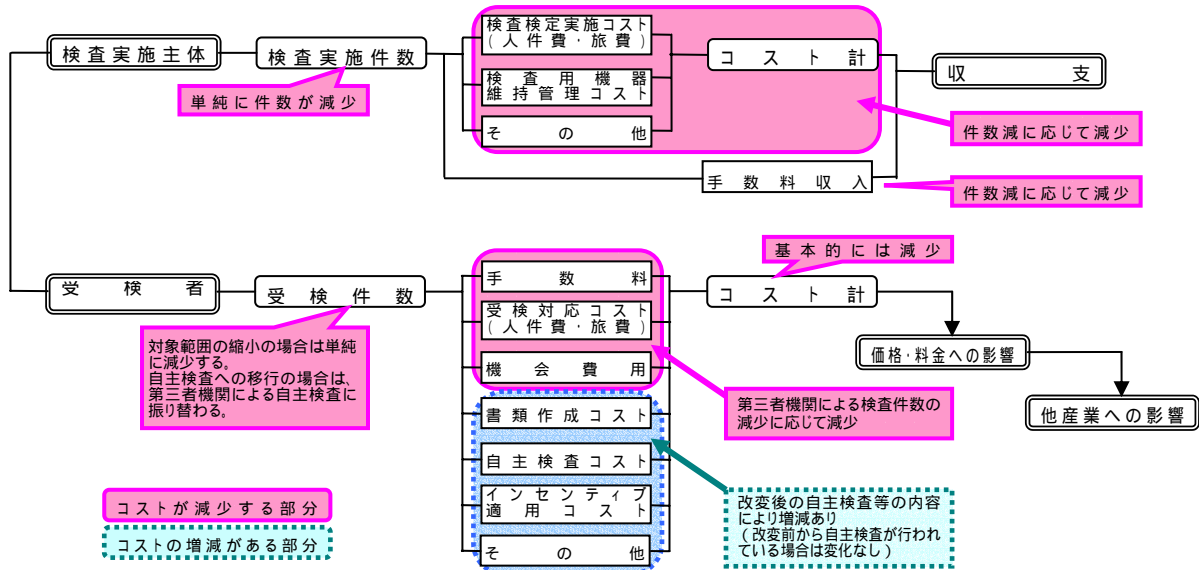 検査実施主体
検査実施件数
単純に件数が減少
検査検定実施コスト
(人件費・旅費)
検査用機器
維持管理コスト
その他
コスト計
収支
件数減に応じて減少
手数料収入
件数減に応じて減少
受検者
受検件数
対象範囲の縮小の場合は単純
に減少する。
自主検査への移行の場合は、
第三者機関による自主検査に
振り替わる。
手数料
受検対応コスト
(人件費・旅費)
機会費用
書類作成コスト
自主検査コスト
インセンティブ
適用コスト
その他
基本的には減少
コスト計
価格・料金への影響
他産業への影響
第三者機関による検査件数の
減少に応じて減少
改変後の自主検査等の内容
により増減あり
(改変前から自主検査が行われ
ている場合は変化なし)
コストが減少する部分
コストの増減がある部分